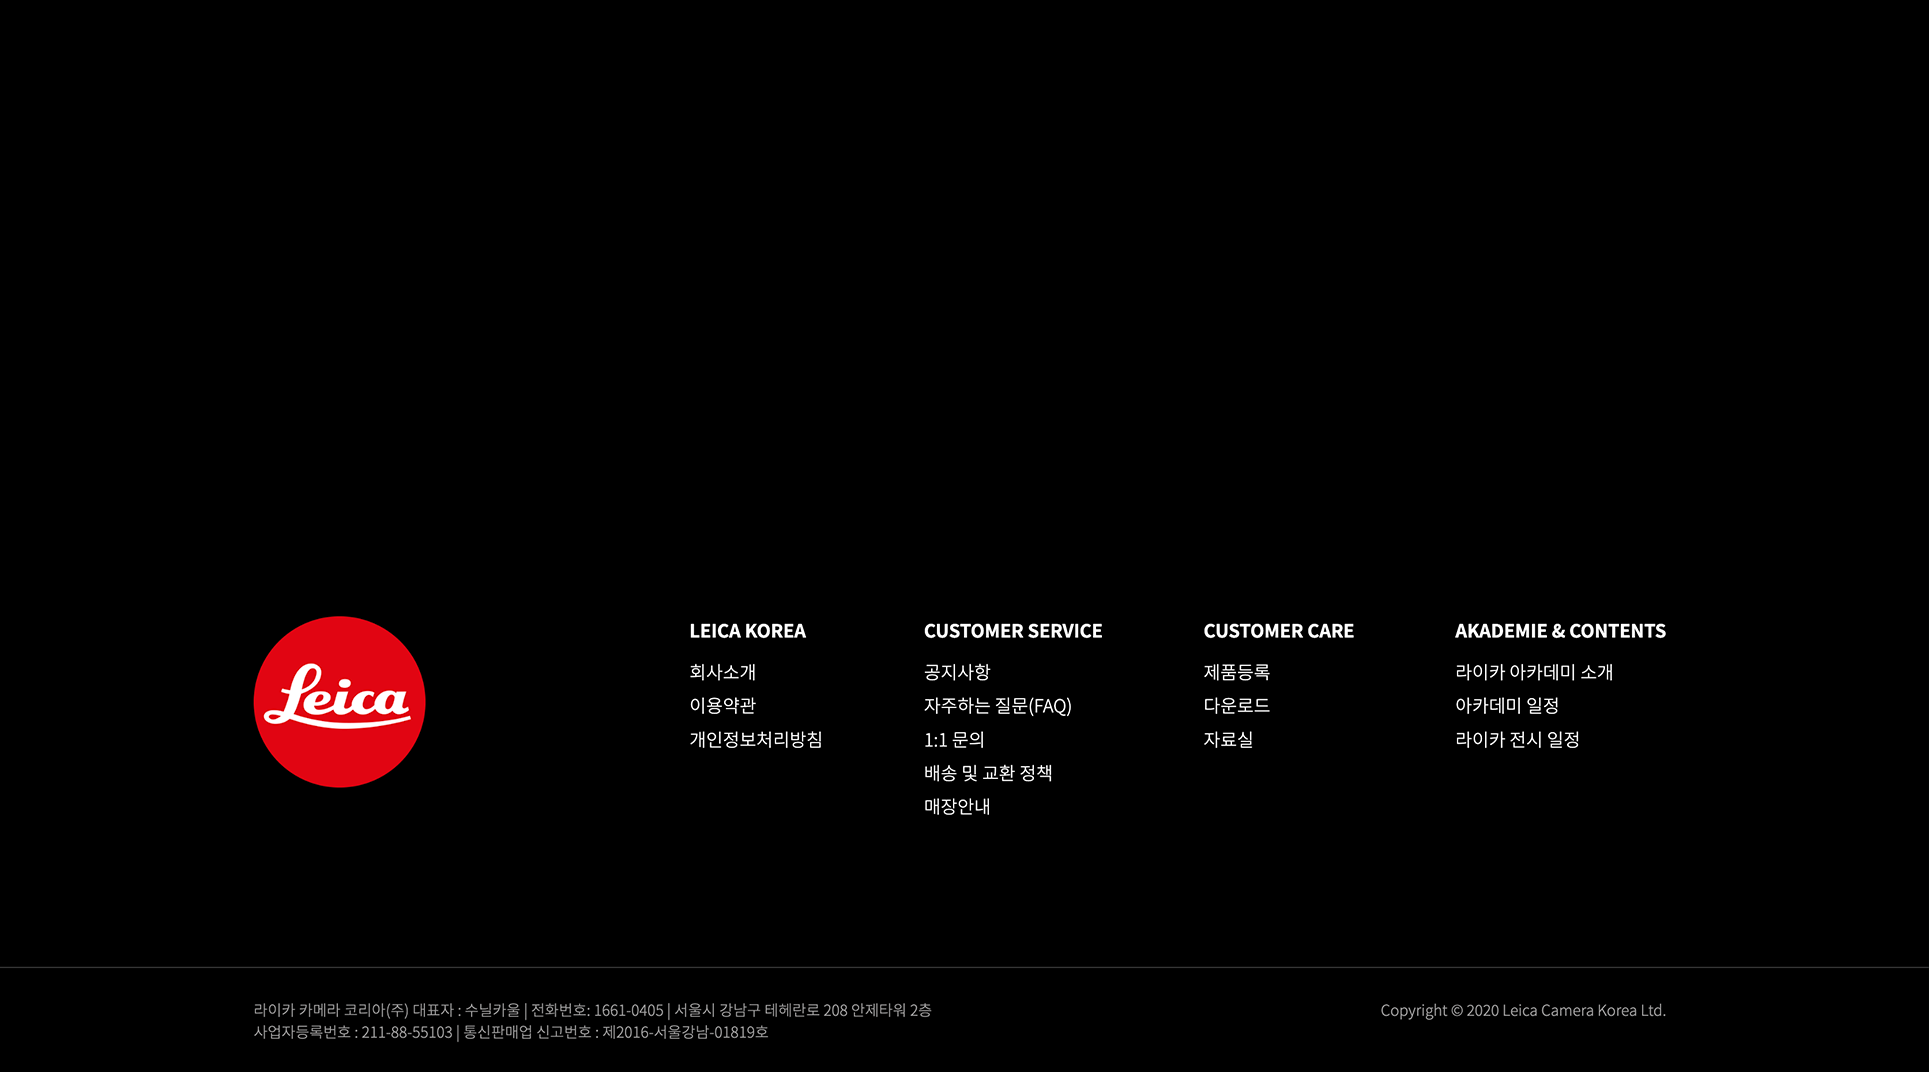 Leica
LEICA KOREA
회사소개
이용약관
개인정보처리방침
CUSTOMER SERVICE
공지사항
자주하는 질문(FAQ)
1:1 문의
배송 및 교환 정책
매장안내
CUSTOMER CARE
제품등록
다운로드
자료실
AKADEMIE & CONTENTS
라이카 아카데미 소개
아카데미 일정
라이카 전시 일정
라이카 카메라 코리아(주) 대표자 : 수닐카울 | 전화번호: 1661-0405 | 서울시 강남구 테헤란로 208 안제타워 2층
사업자등록번호 : 211-88-55103 | 통신판매업 신고번호 : 제2016-서울강남-01819호
Copyright © 2020 Leica Camera Korea Ltd.